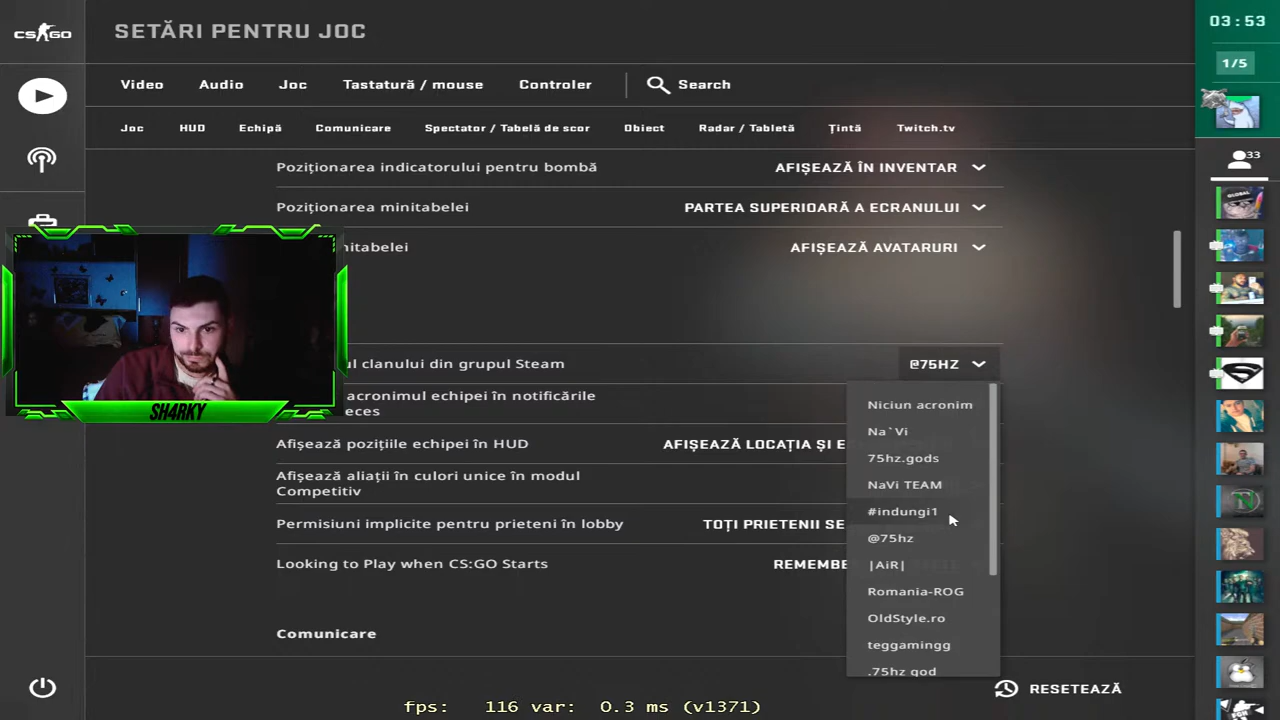 CS:GO
SETĂRI PENTRU JOC
03:53
1/5
Video
Audio
Joc
Tastatură / mouse
Controler
Search
Joc
HUD
Echipă
Comunicare
Spectator / Tabelă de scor
Obiect
Radar / Tabletă
Țintă
Twitch.tv
33
Poziționarea indicatorului pentru bombă
AFIȘEAZĂ ÎN INVENTAR
Poziționarea minitabelei
PARTEA SUPERIOARĂ A ECRANULUI
AFIȘEAZĂ AVATARURI
clanului din grupul Steam
@75HZ
acronimul echipei în notificările
Afișează pozițiile echipei în HUD
AFIȘEAZĂ LOCAȚIA ȘI
Afișează aliații în culori unice în modul
Competitiv
Permisiuni implicite pentru prieteni în lobby
TOȚI PRIETENII SE
Looking to Play when CS:GO Starts
REMEMBE
Comunicare
Niciun acronim
Na`Vi
75hz.gods
NaVi TEAM
#indungi1
@75hz
|AiR|
Romania-ROG
OldStyle.ro
teggamingg
.75hz god
SH4RKY
GLOBAL
RESETEAZĂ
fps: 116 var: 0.3 ms (v1371)